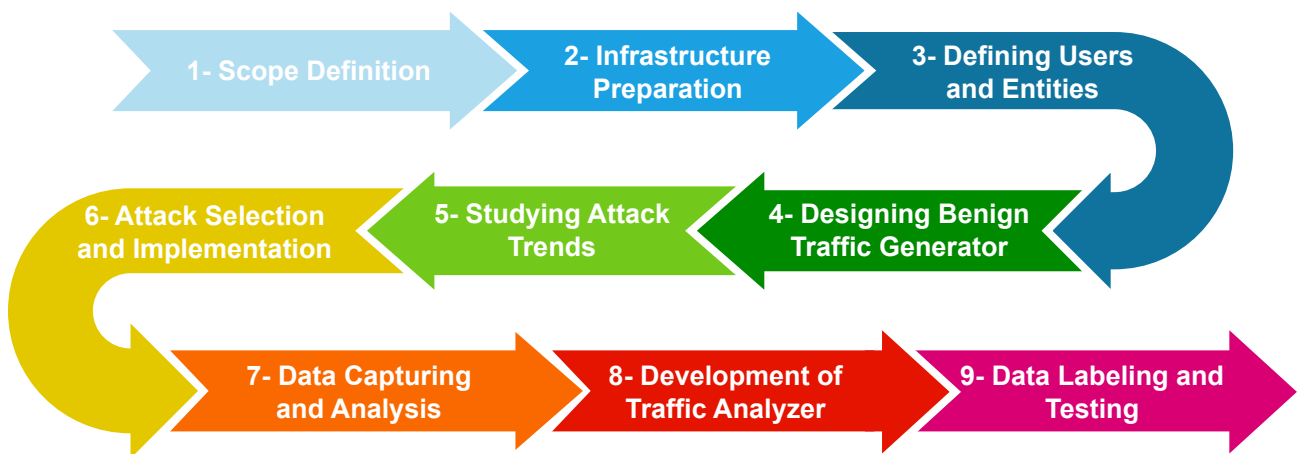 1- Scope Definition
2- Infrastructure
Preparation
3- Defining Users
and Entities
4- Designing Benign
Traffic Generator
5- Studying Attack
Trends
6- Attack Selection
and Implementation
7- Data Capturing
and Analysis
8- Development of
Traffic Analyzer
9- Data Labeling and
Testing